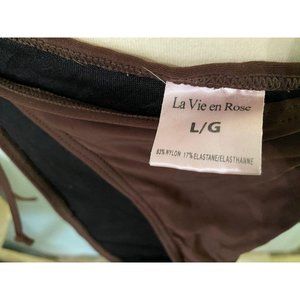 La Vie en Rose
L/G
83% NYLON 17% ELASTANE/ELASTHANNE